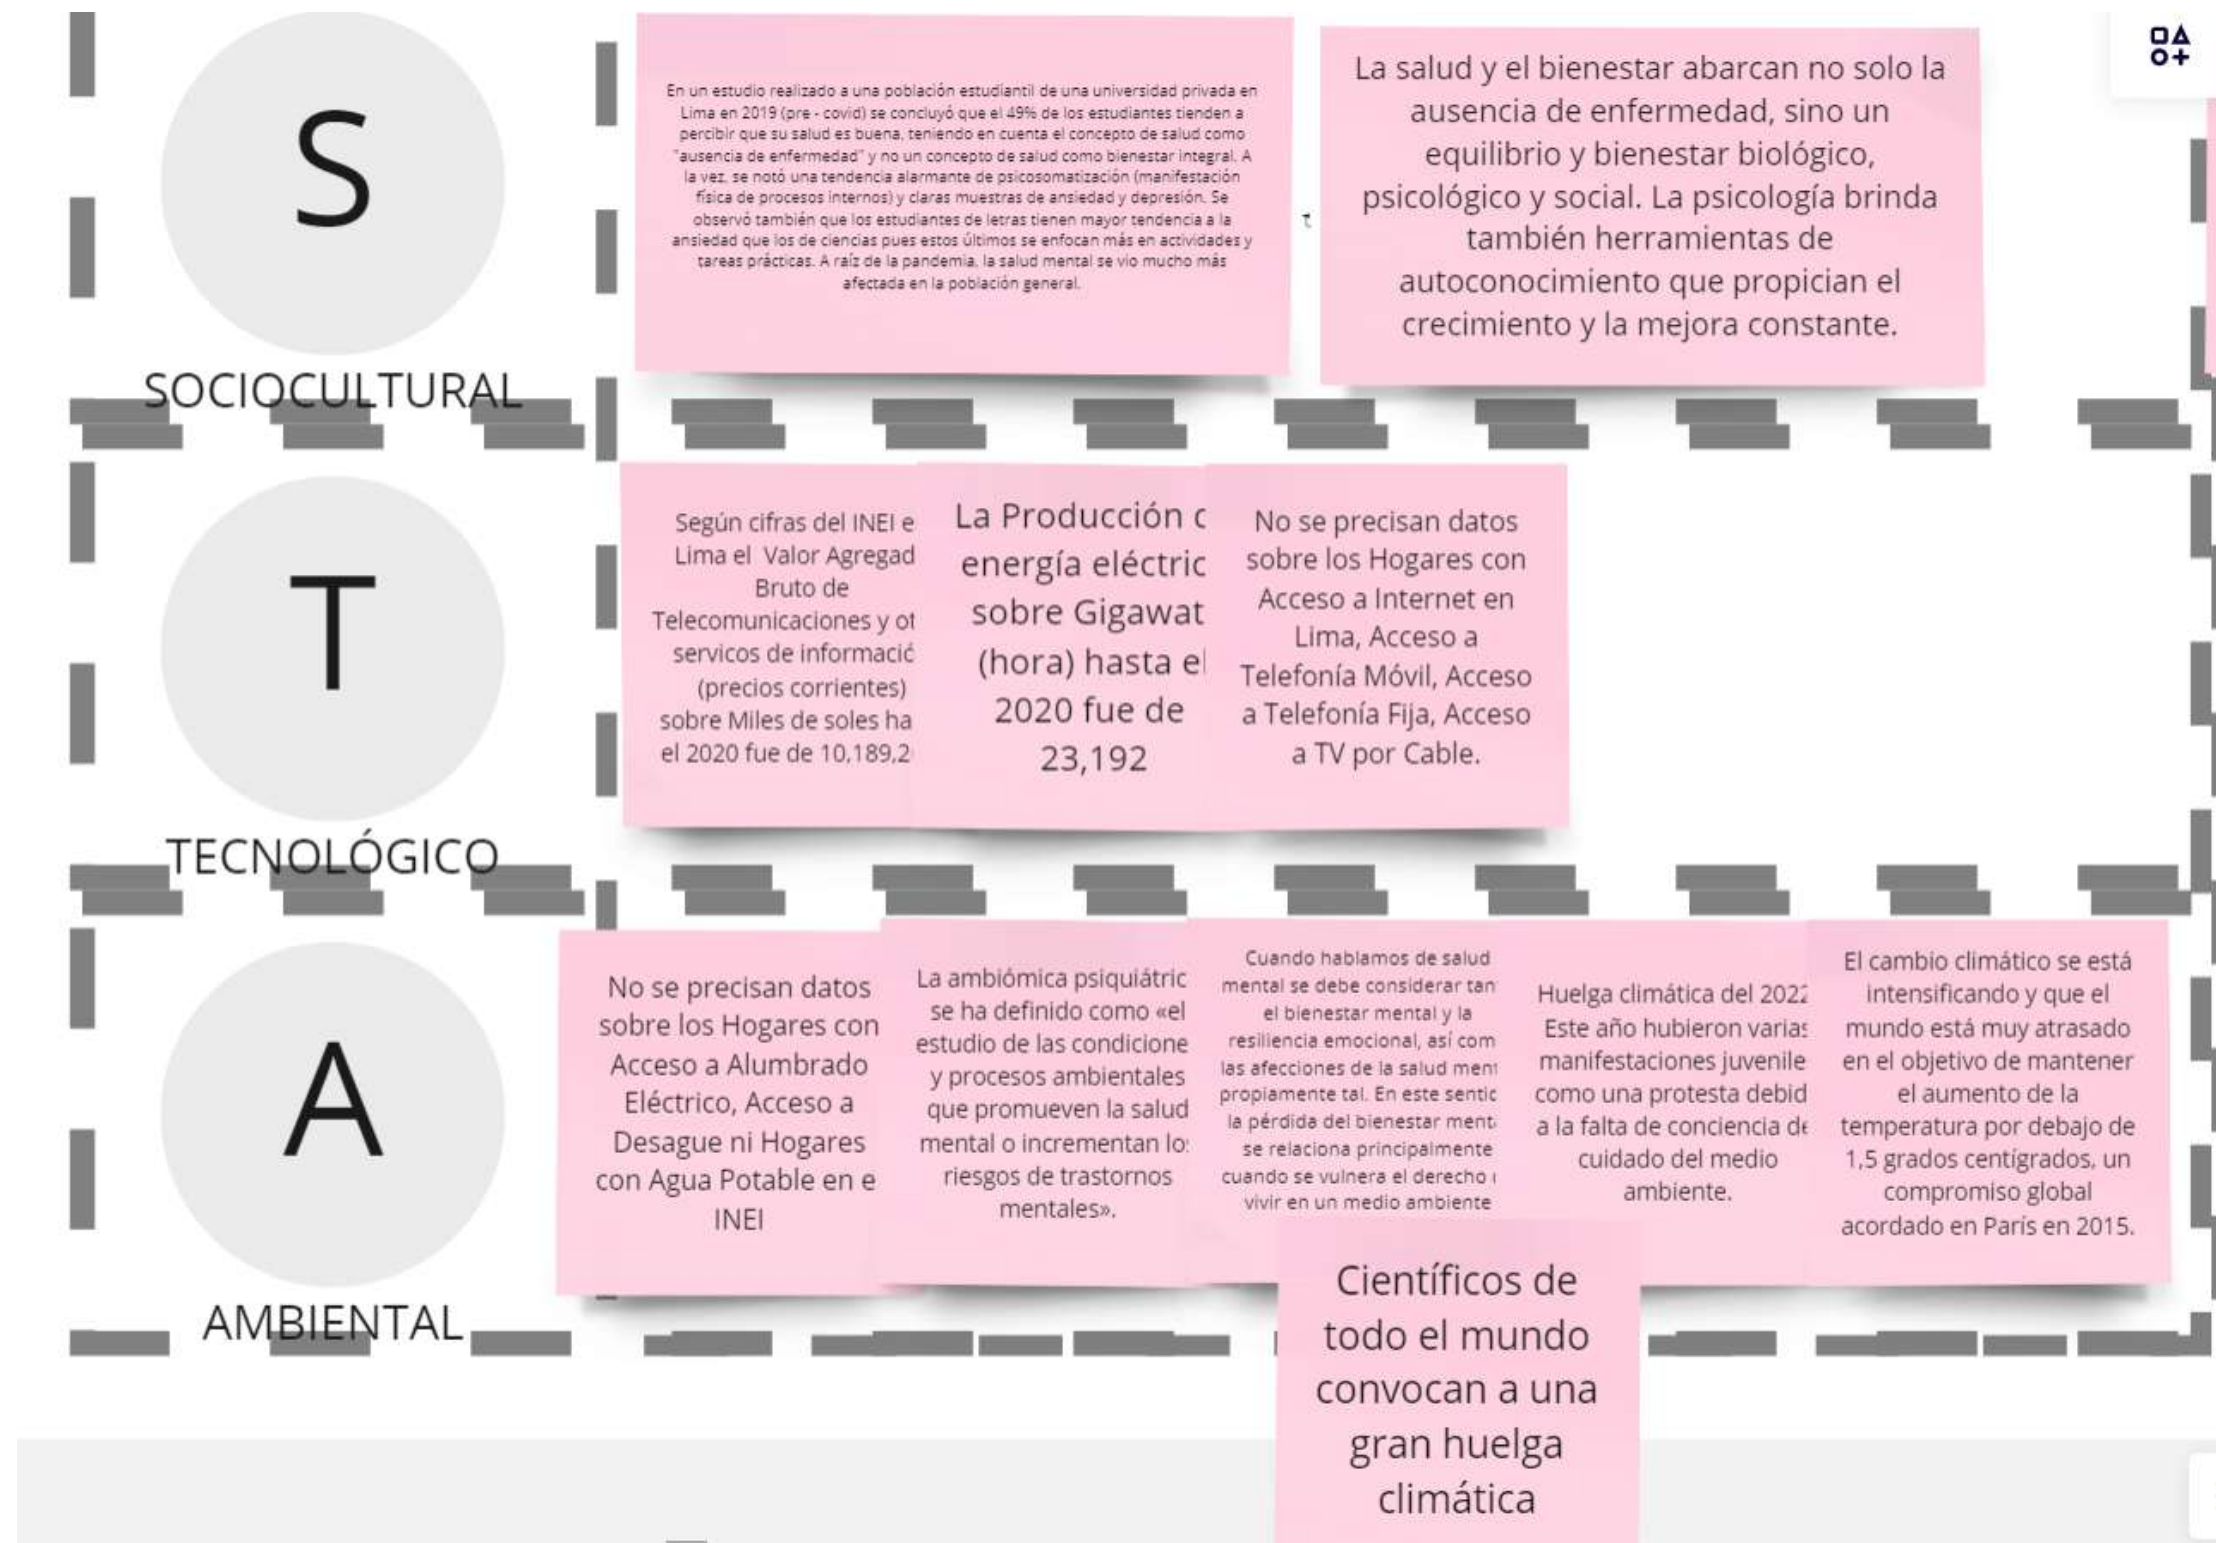 S
SOCIOCULTURAL
En un estudio realizado a una población estudiantil de una universidad privada en
Lima en 2019 (pre - covid) se concluyó que el 49% de los estudiantes tienden a
percibir que su salud es buena, teniendo en cuenta el concepto de salud como
"ausencia de enfermedad" y no un concepto de salud como bienestar integral. A
la vez, se notó una tendencia alarmante de psicosomatización (manifestación
física de procesos internos) y claras muestras de ansiedad y depresión. Se
observó también que los estudiantes de letras tienen mayor tendencia a la
ansiedad que los de ciencias pues estos últimos se enfocan más en actividades y
tareas prácticas. A raíz de la pandemia, la salud mental se vio mucho más
afectada en la población general.
La salud y el bienestar abarcan no solo la
ausencia de enfermedad, sino un
equilibrio y bienestar biológico,
psicológico y social. La psicología brinda
también herramientas de
autoconocimiento que propician el
crecimiento y la mejora constante.
T
TECNOLÓGICO
Según cifras del INEI e
Lima el Valor Agregad
Bruto de
Telecomunicaciones y ot
servicos de informació
(precios corrientes)
sobre Miles de soles ha
el 2020 fue de 10,189,2
La Producción
energía eléctric
sobre Gigawat
(hora) hasta el
2020 fue de
23,192
No se precisan datos
sobre los Hogares con
Acceso a Internet en
Lima, Acceso a
Telefonía Móvil, Acceso
a Telefonía Fija, Acceso
a TV por Cable.
A
AMBIENTAL
No se precisan datos
sobre los Hogares con
Acceso a Alumbrado
Eléctrico, Acceso a
Desague ni Hogares
con Agua Potable en e
INEI
La ambiómica psiquiátric
se ha definido como «el
estudio de las condicione
y procesos ambientales
que promueven la salud
mental o incrementan los
riesgos de trastornos
mentales».
Cuando hablamos de salud
mental se debe considerar tan
el bienestar mental y la
resiliencia emocional, así com
las afecciones de la salud ment
propiamente tal. En este sentid
la pérdida del bienestar ment
se relaciona principalmente
cuando se vulnera el derecho
vivir en un medio ambiente
Huelga climática del 2022
Este año hubieron varias
manifestaciones juvenile
como una protesta debid
a la falta de conciencia de
cuidado del medio
ambiente.
El cambio climático se está
intensificando y que el
mundo está muy atrasado
en el objetivo de mantener
el aumento de la
temperatura por debajo de
1,5 grados centígrados, un
compromiso global
acordado en París en 2015.
Científicos de
todo el mundo
convocan a una
gran huelga
climática